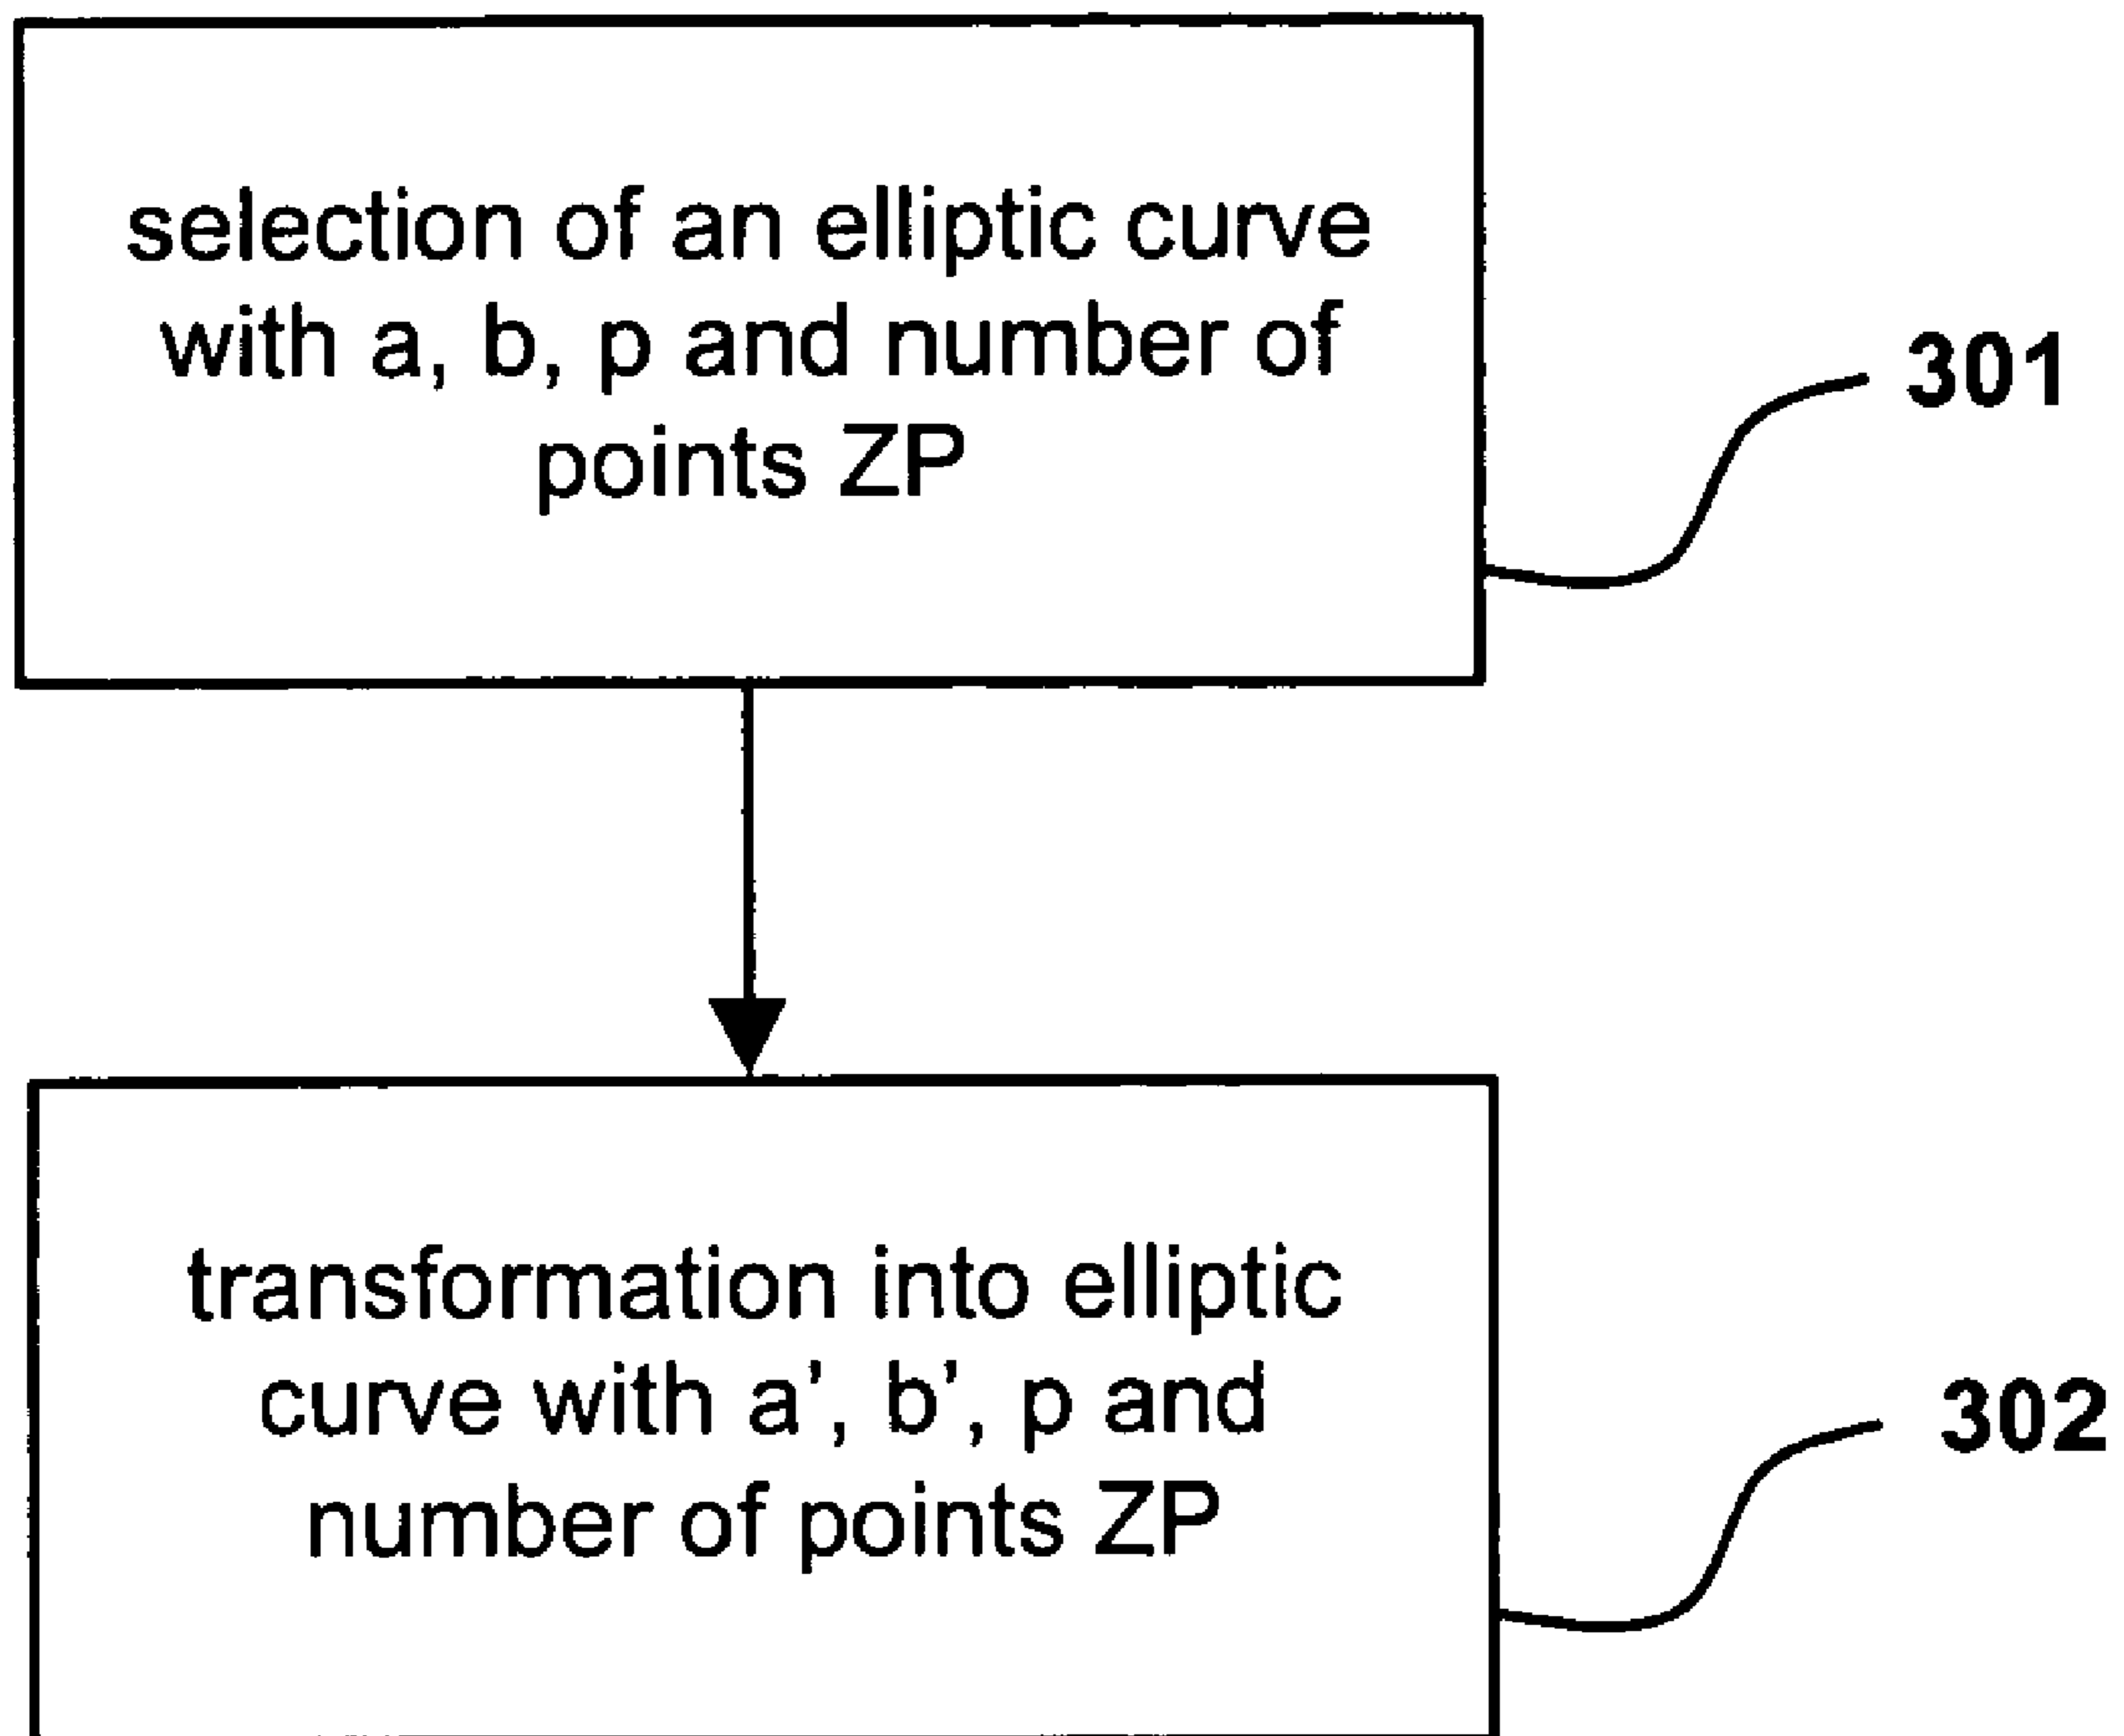 selection of an elliptic curve
with a, b, p and number of
points ZP
301
transformation into elliptic
curve with a’, b’, p and
number of points ZP
302